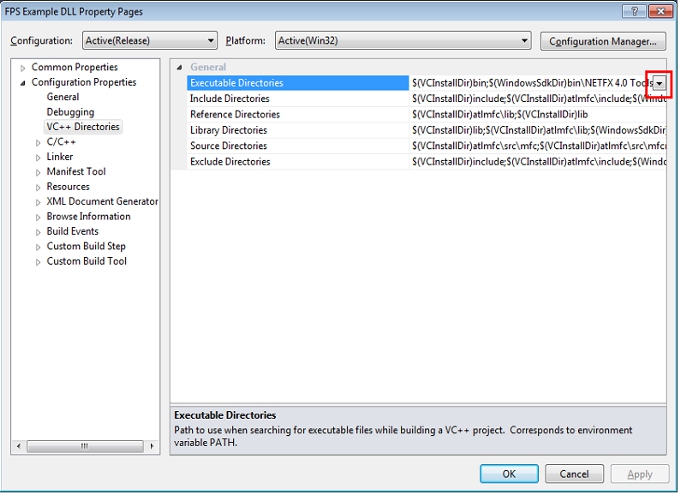 FPS Example DLL Property Pages
Configuration: Active(Release) Platform: Active(Win32) Configuration Manager...
Common Properties
Configuration Properties
General
Debugging
VC++ Directories
C/C++
Linker
Manifest Tool
Resources
XML Document Generator
Browse Information
Build Events
Custom Build Step
Custom Build Tool
General
Executable Directories $(VCInstallDir)bin;$(WindowsSdkDir)bin\NETFX 4.0 Tools
Include Directories $(VCInstallDir)include;$(VCInstallDir)atlmfc\include;$(Windo
Reference Directories $(VCInstallDir)atlmfc\lib;$(VCInstallDir)lib
Library Directories $(VCInstallDir)lib;$(VCInstallDir)atlmfc\lib;$(WindowsSdkDir
Source Directories $(VCInstallDir)atlmfc\src\mfc;$(VCInstallDir)atlmfc\src\mfcm
Exclude Directories $(VCInstallDir)include;$(VCInstallDir)atlmfc\include;$(Windo
Executable Directories
Path to use when searching for executable files while building a VC++ project. Corresponds to environment
variable PATH.
OK Cancel Apply